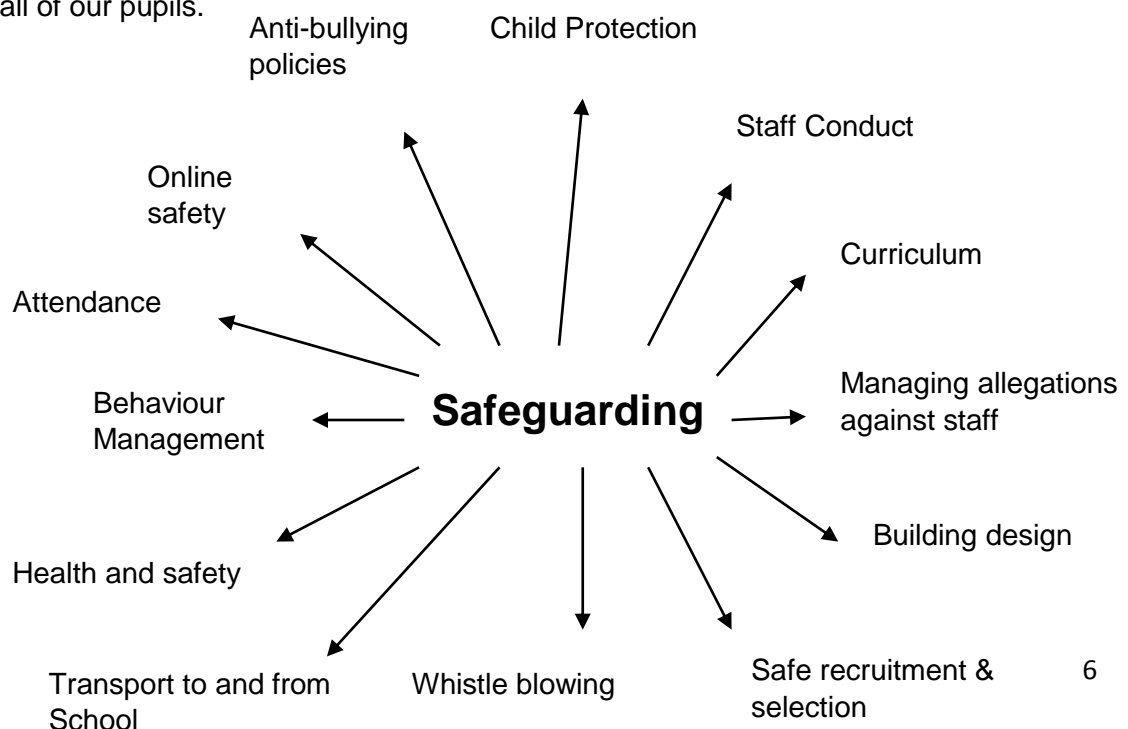 all of our pupils.
Anti-bullying
policies
Child Protection
Staff Conduct
Online
safety
Curriculum
Attendance
Managing allegations
against staff
Behaviour
Management
Safeguarding
Building design
Health and safety
Safe recruitment &
selection
6
Transport to and from
School
Whistle blowing